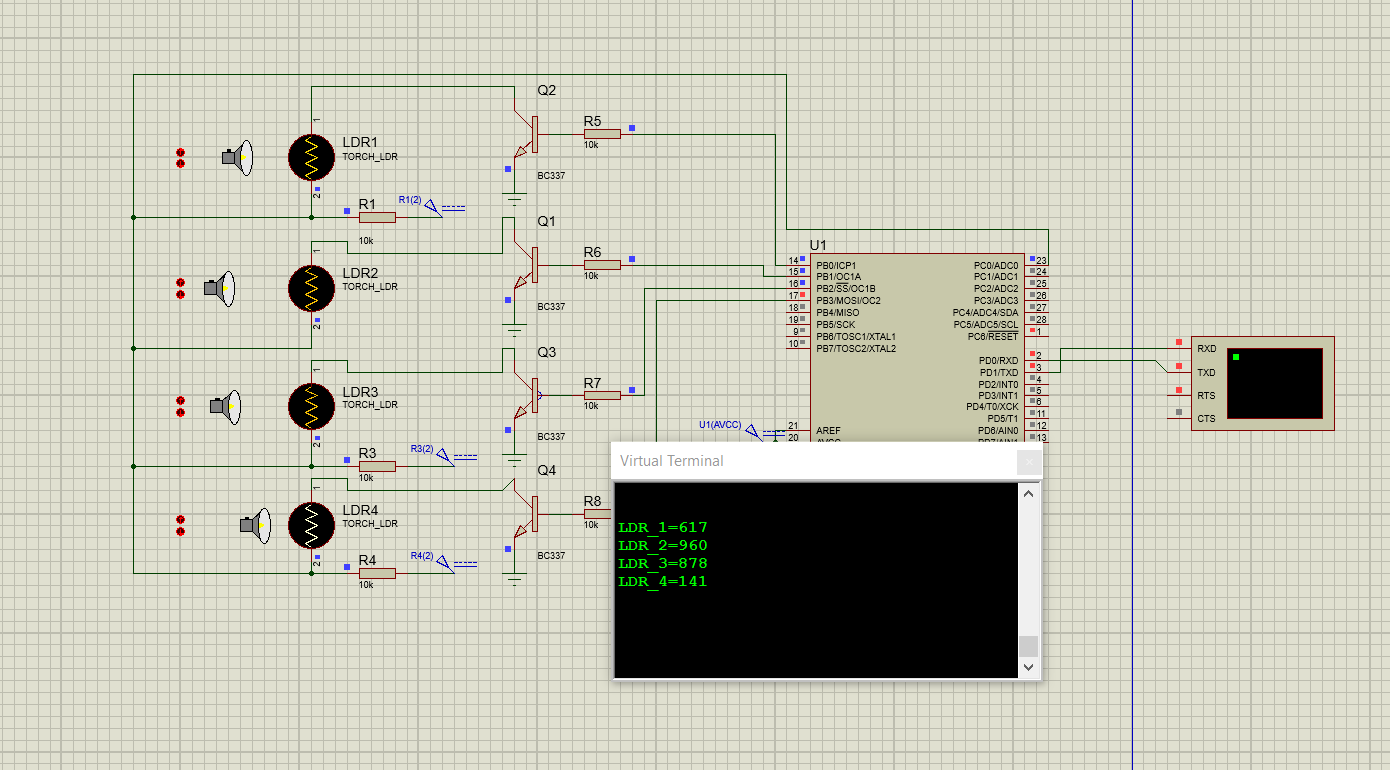 Q2
LDR1
TORCH_LDR
1
2
R5
10k
BC337
R1
10k
R1(2)
Q1
LDR2
TORCH_LDR
1
2
R6
10k
BC337
Q3
LDR3
TORCH_LDR
1
2
R7
10k
BC337
R3
10k
R3(2)
Q4
LDR4
TORCH_LDR
1
2
R8
10k
BC337
R4
10k
R4(2)
U1
14 PB0/ICP1
15 PB1/OC1A
16 PB2/SS/OC1B
17 PB3/MOSI/OC2
18 PB4/MISO
19 PB5/SCK
9 PB6/TOSC1/XTAL1
10 PB7/TOSC2/XTAL2
21 AREF
20 AVCC
U1(AVCC)
PC0/ADC0 23
PC1/ADC1 24
PC2/ADC2 25
PC3/ADC3 26
PC4/ADC4/SDA 27
PC5/ADC5/SCL 28
PC6/RESET 1
PD0/RXD 2
PD1/TXD 3
PD2/INT0 4
PD3/INT1 5
PD4/T0/XCK 6
PD5/T1 11
PD6/AIN0 12
PD7/AIN1 13
RXD
TXD
RTS
CTS
Virtual Terminal
LDR_1=617
LDR_2=960
LDR_3=878
LDR_4=141